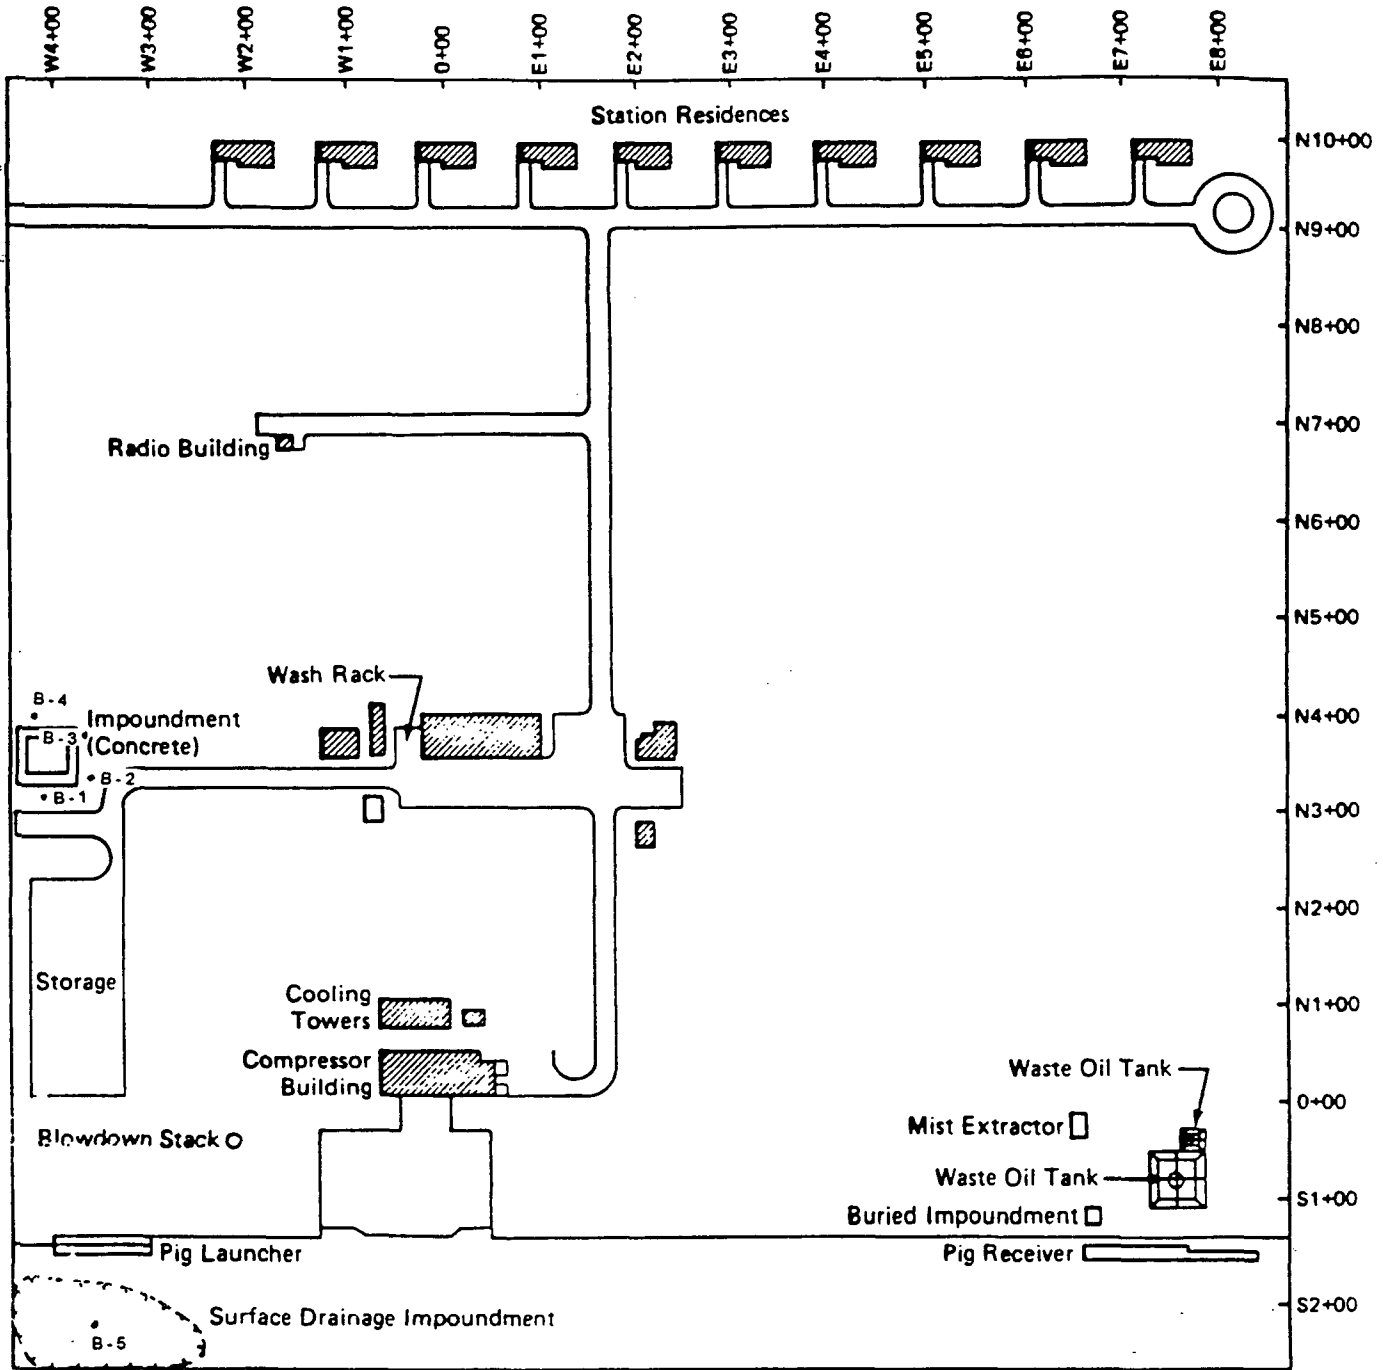 W4+00
W3+00
W2+00
W1+00
0+00
E1+00
E2+00
E3+00
E4+00
E5+00
E6+00
E7+00
E8+00
Station Residences
N10+00
N9+00
N8+00
N7+00
Radio Building
N6+00
N5+00
Wash Rack
B-4
Impoundment
(Concrete)
B-3
N4+00
B-2
B-1
N3+00
N2+00
Storage
Cooling
Towers
N1+00
Compressor
Building
Waste Oil Tank
0+00
Mist Extractor
Blowdown Stack
Waste Oil Tank
S1+00
Buried Impoundment
Pig Launcher
Pig Receiver
S2+00
Surface Drainage Impoundment
B-5